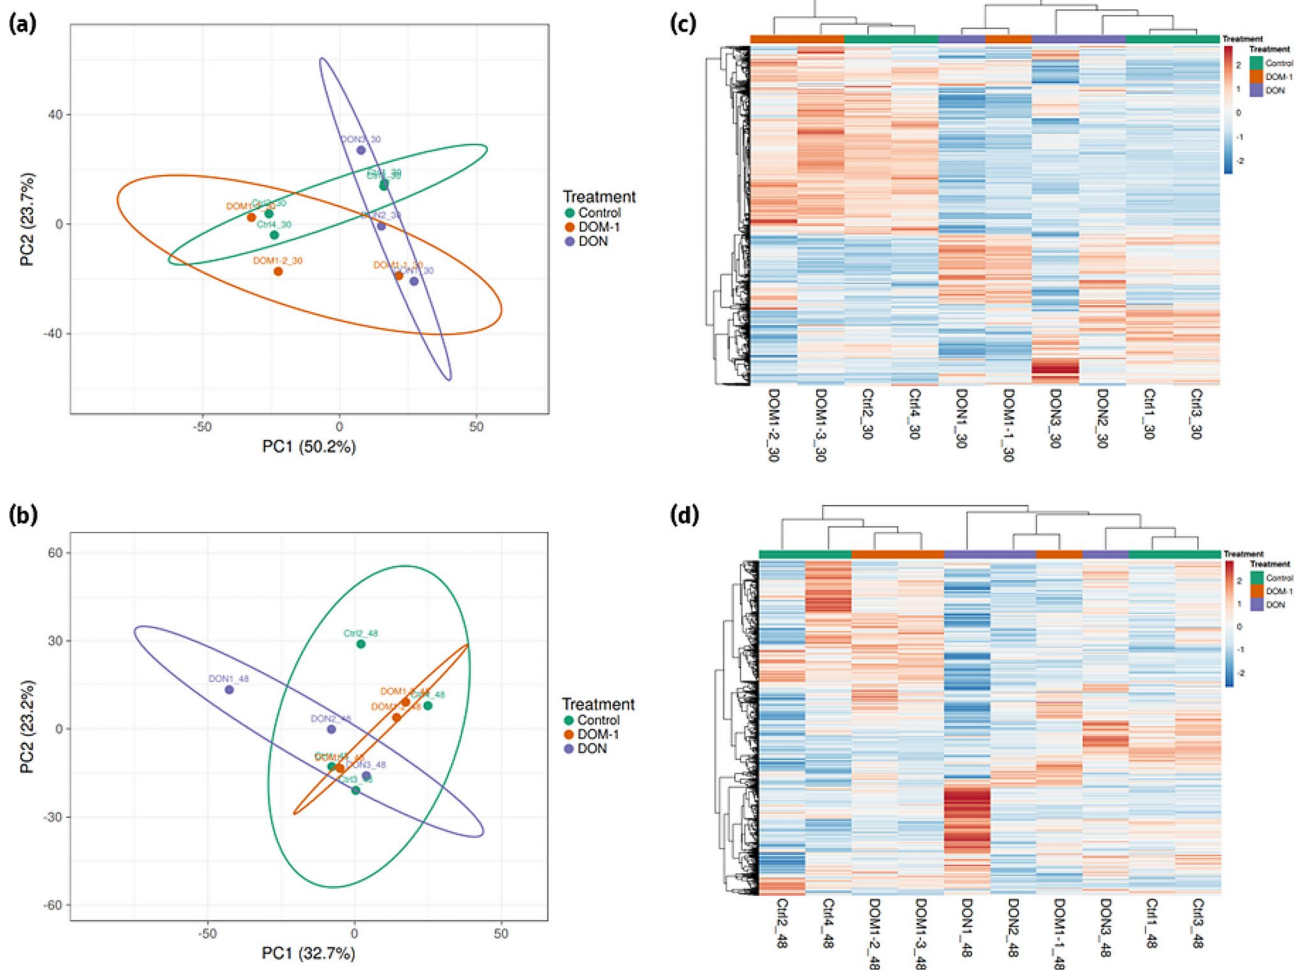 (a)
40
0
-40
PC2 (23.7%)
-50
0
50
PC1 (50.2%)
DON3_30
Ctrl4_30
DOM1-2_30
DON2_30
Treatment
Control
DOM-1
DON
(b)
60
30
0
-30
-60
PC2 (23.2%)
-50
0
50
PC1 (32.7%)
Ctrl2_48
DON1_48
DON2_48
DON3_48
Treatment
Control
DOM-1
DON
(c)
Treatment
2
1
0
-1
-2
Treatment
Control
DOM-1
DON
DOM1-2_30
DOM1-3_30
Ctrl2_30
Ctrl4_30
DON1_30
DOM1-1_30
DON3_30
DON2_30
Ctrl1_30
Ctrl3_30
(d)
Treatment
2
1
0
-1
-2
Treatment
Control
DOM-1
DON
Ctrl2_48
Ctrl4_48
DOM1-2_48
DOM1-3_48
DON1_48
DON2_48
DOM1-1_48
DON3_48
Ctrl1_48
Ctrl3_48